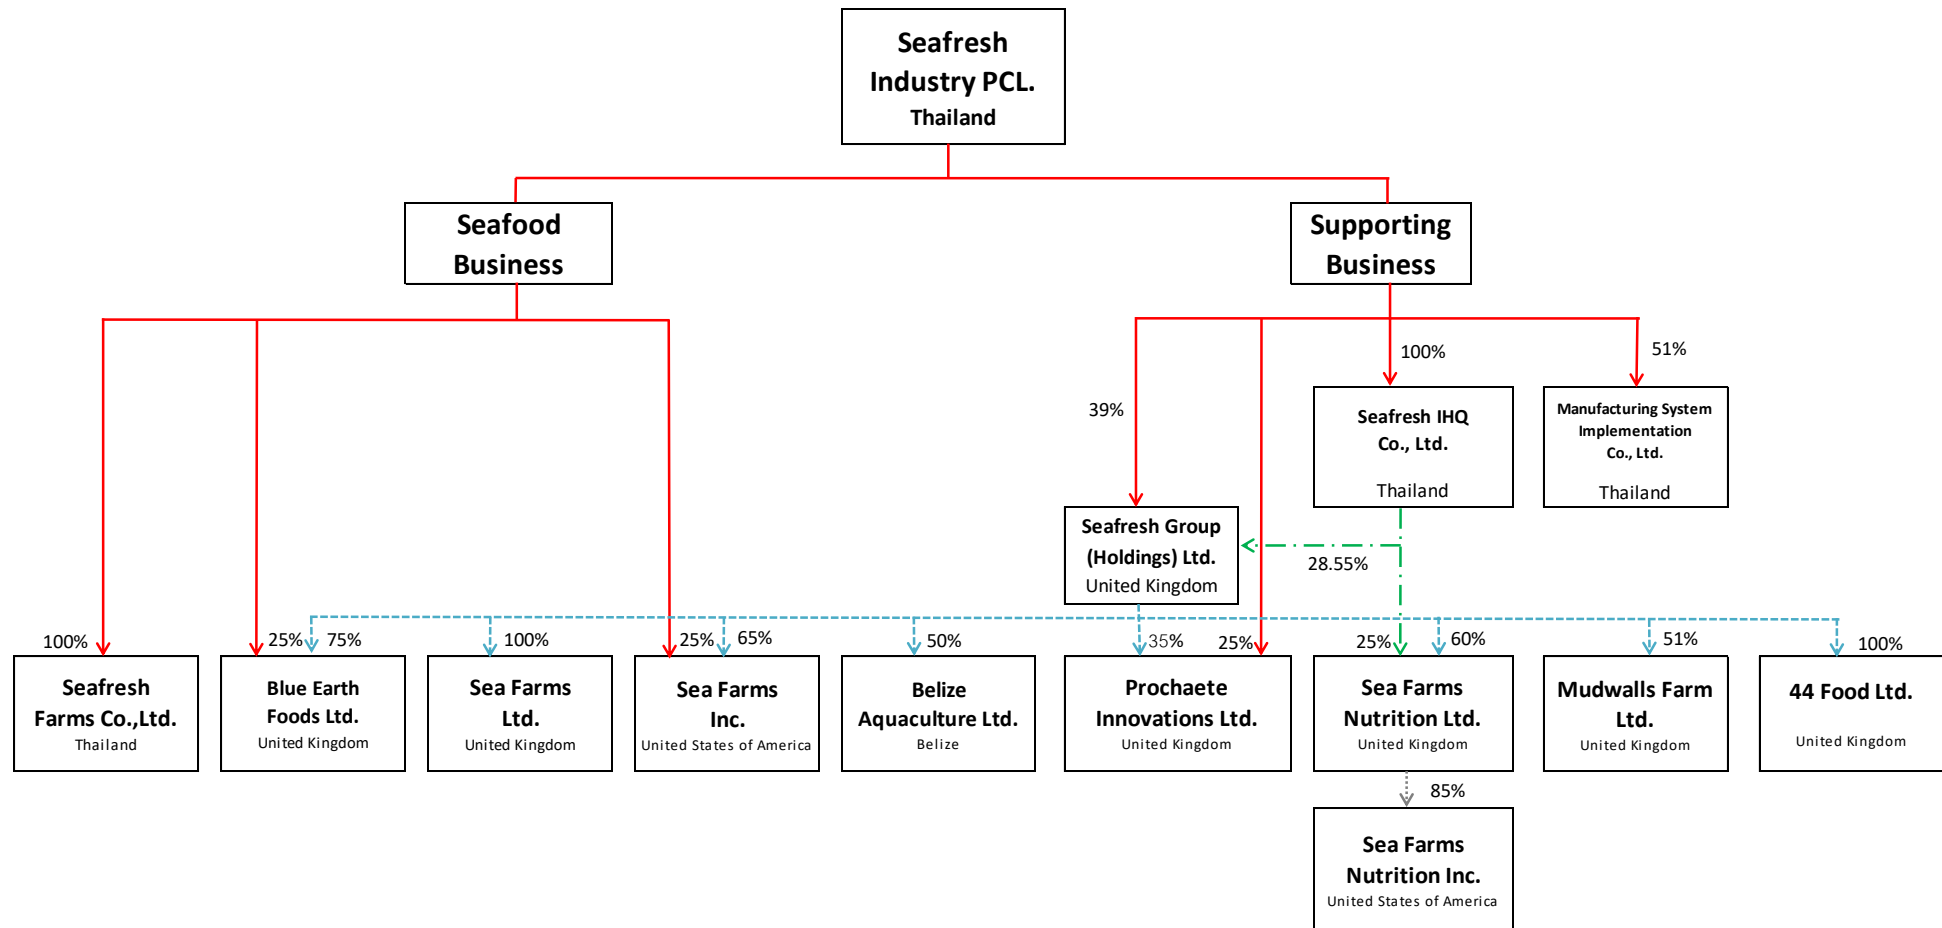 Seafresh
Industry PCL.
Thailand
Seafood
Business
Supporting
Business
100%
51%
39%
Seafresh IHQ
Co., Ltd.
Thailand
Manufacturing System
Implementation
Co., Ltd.
Thailand
Seafresh Group
(Holdings) Ltd.
United Kingdom
28.55%
100%
25%
75%
100%
25%
65%
50%
35%
25%
25%
60%
51%
100%
Seafresh
Farms Co.,Ltd.
Thailand
Blue Earth
Foods Ltd.
United Kingdom
Sea Farms
Ltd.
United Kingdom
Sea Farms
Inc.
United States of America
Belize
Aquaculture Ltd.
Belize
Prochaete
Innovations Ltd.
United Kingdom
Sea Farms
Nutrition Ltd.
United Kingdom
Mudwalls Farm
Ltd.
United Kingdom
44 Food Ltd.
United Kingdom
85%
Sea Farms
Nutrition Inc.
United States of America